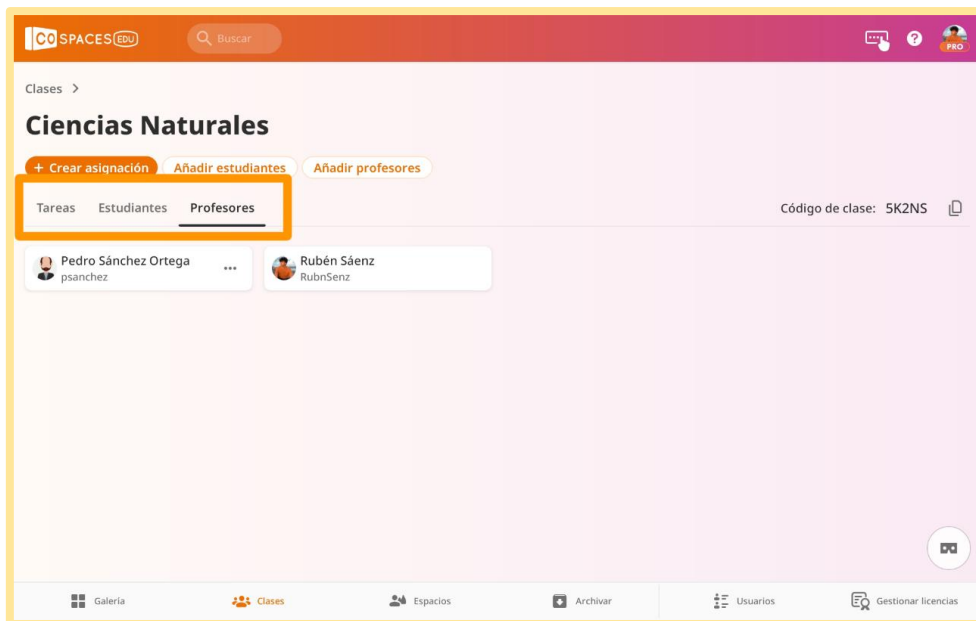 CO SPACES EDU
Buscar
PRO
Clases >
Ciencias Naturales
+ Crear asignación
Añadir estudiantes
Añadir profesores
Tareas
Estudiantes
Profesores
Código de clase: 5K2NS
Pedro Sánchez Ortega
psanchez
Rubén Sáenz
RubnSenz
Galería
Clases
Espacios
Archivar
Usuarios
Gestionar licencias